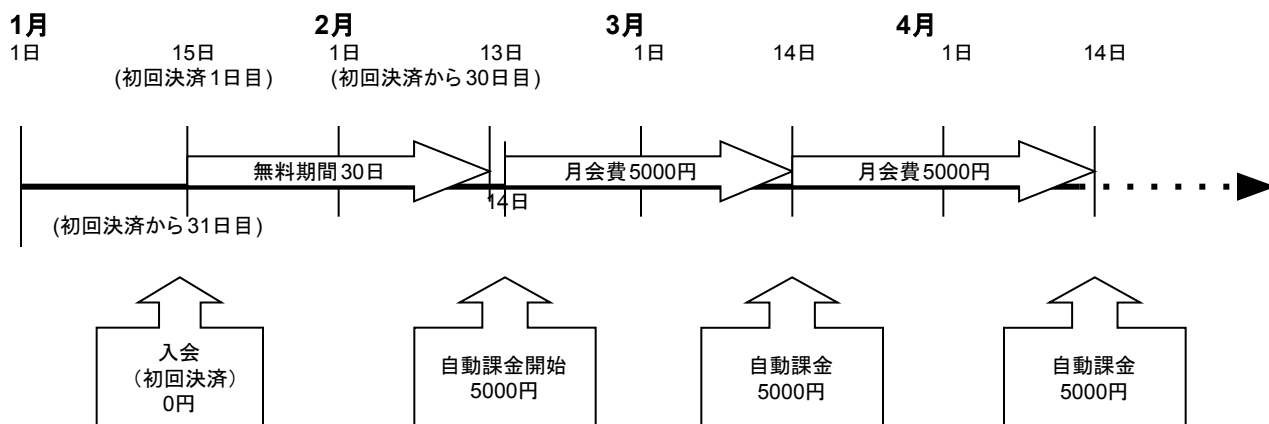 1月 2月 3月 4月
1日 15日 1日 13日 1日 14日 1日 14日
(初回決済1日目) (初回決済から30日目)
無料期間30日 月会費5000円 月会費5000円
14日
(初回決済から31日目)
入会
(初回決済)
0円
自動課金開始
5000円
自動課金
5000円
自動課金
5000円